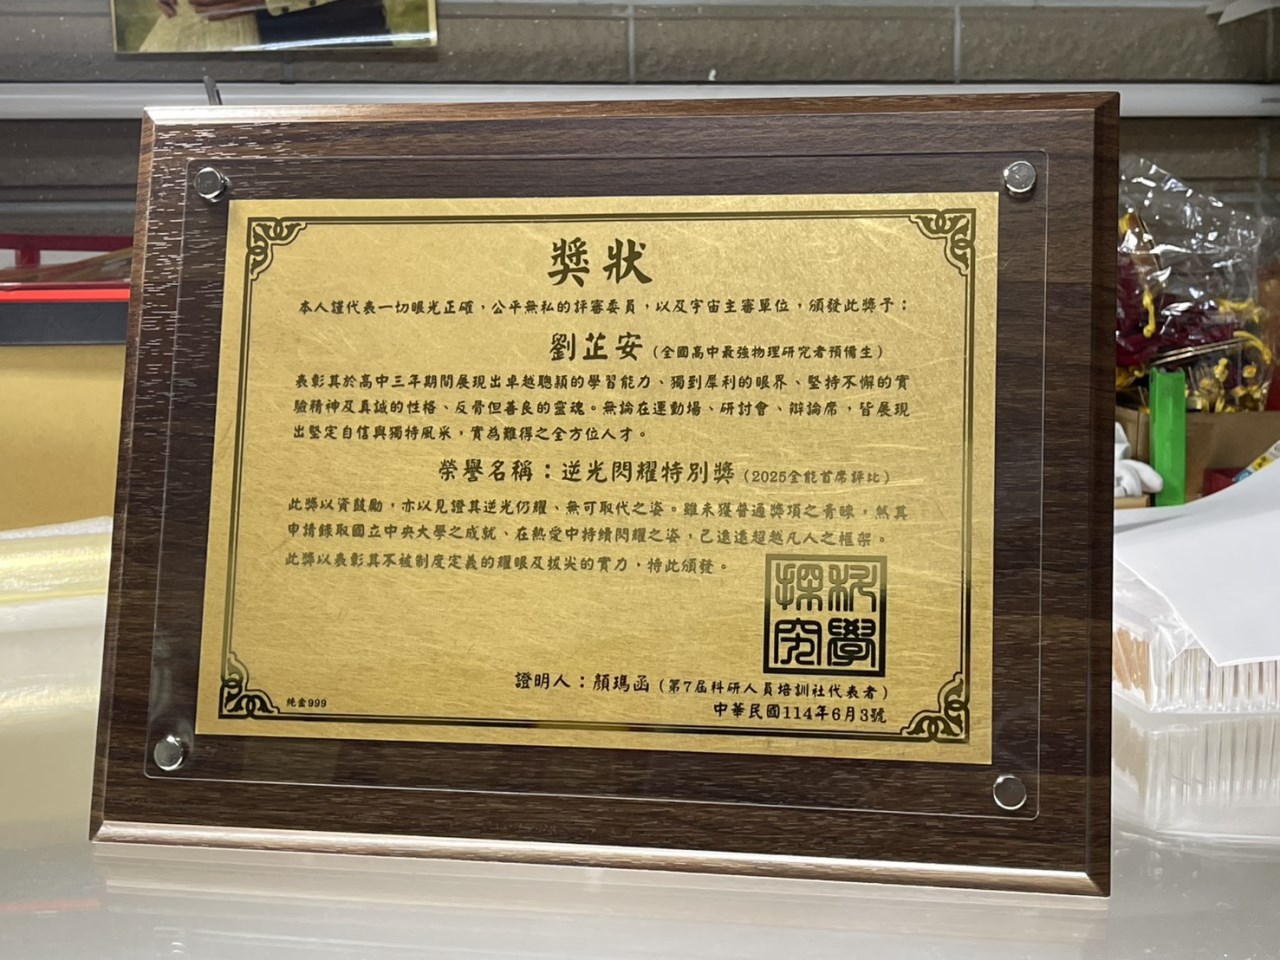 獎狀
本人謹代表一切眼光正確，公平無私的評審委員，以及宇宙主審單位，頒發此獎予：
劉芷安（全國高中最強物理研究者預備生）
表彰其於高中三年期間展現出卓越聰穎的學習能力、獨到犀利的眼界、堅持不懈的實
驗精神及真誠的性格、反骨但善良的靈魂。無論在運動場、研討會、辯論席，皆展現
出堅定自信與獨特風采，實為難得之全方位人才。
榮譽名稱：逆光閃耀特別獎（2025全能首席評比）
此獎以資鼓勵，亦以見證其逆光仍耀、無可取代之姿。雖未獲普通獎項之青睞，然其
申請錄取國立中央大學之成就、在熱愛中持續閃耀之姿，已遠遠超越凡人之框架。
此獎以表彰其不被制度定義的耀眼及拔尖的實力，特此頒發。
科學探究
證明人：顏瑪函（第7屆科研人員培訓社代表者）
中華民國114年6月3號
純金999